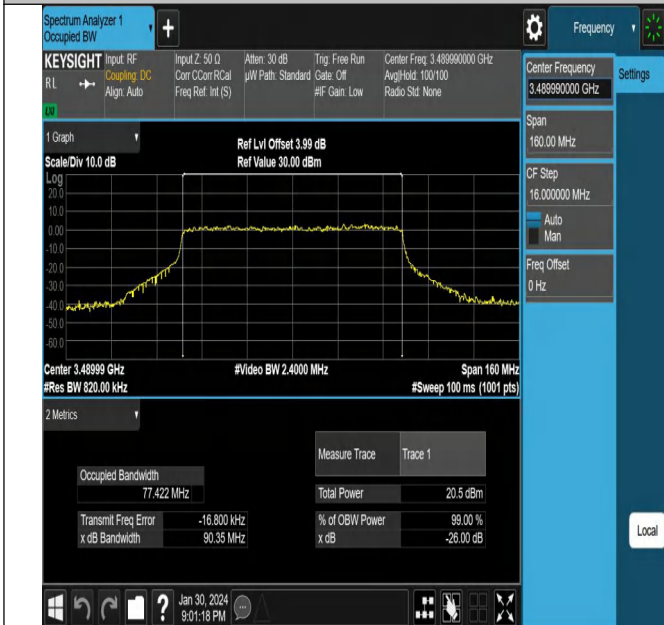 Spectrum Analyzer 1
Occupied BW
Frequency
KEYSIGHT
RL
LXI
Input: RF
Coupling: DC
Align: Auto
Input Z: 50 Ω
Corr CCorr RCal
Freq Ref: Int (S)
Atten: 30 dB
µW Path: Standard
Trig: Free Run
Gate: Off
#IF Gain: Low
Center Freq: 3.489990000 GHz
Avg|Hold: 100/100
Radio Std: None
Center Frequency
3.489990000 GHz
Settings
Span
160.00 MHz
CF Step
16.000000 MHz
Auto
Man
Freq Offset
0 Hz
Local
1 Graph
Scale/Div 10.0 dB
Ref Lvl Offset 3.99 dB
Ref Value 30.00 dBm
Log
20.0
10.0
0.00
-10.0
-20.0
-30.0
-40.0
-50.0
-60.0
Center 3.48999 GHz
#Video BW 2.4000 MHz
Span 160 MHz
#Res BW 820.00 kHz
#Sweep 100 ms (1001 pts)
2 Metrics
Occupied Bandwidth
77.422 MHz
Transmit Freq Error -16.800 kHz
x dB Bandwidth 90.35 MHz
Measure Trace Trace 1
Total Power 20.5 dBm
% of OBW Power 99.00 %
x dB -26.00 dB
Jan 30, 2024
9:01:18 PM